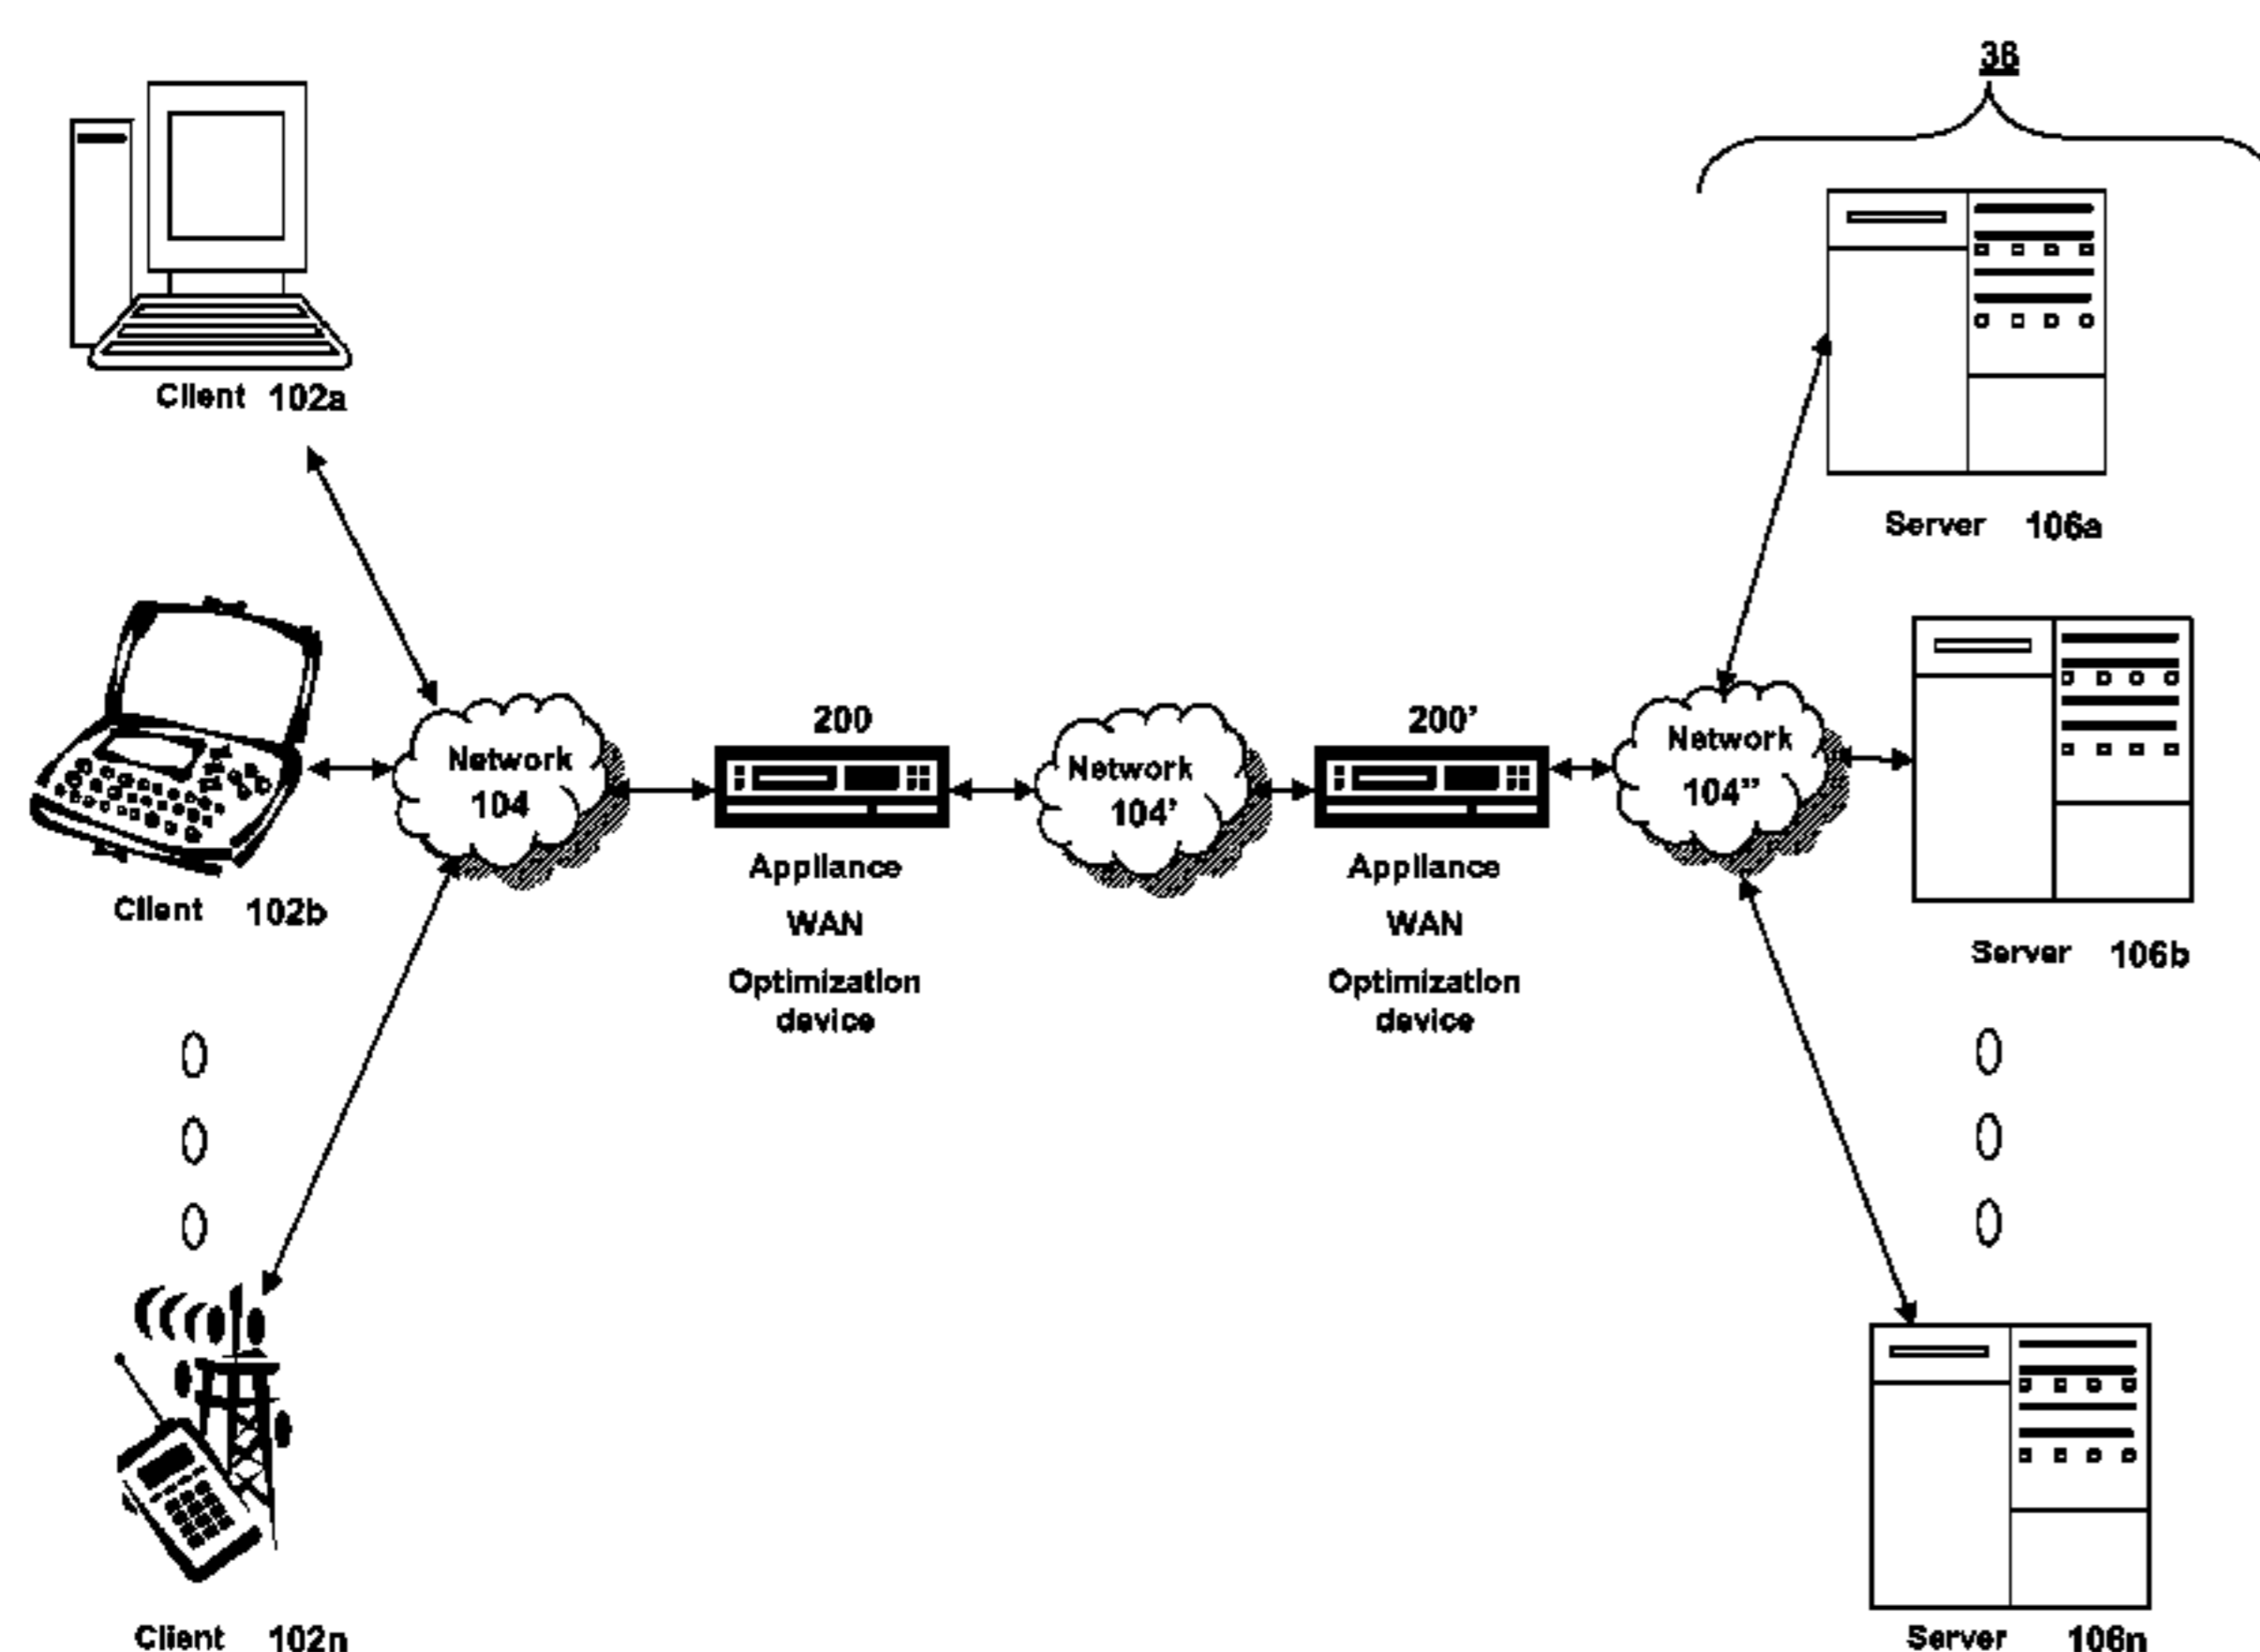 38
Client 102a
Server 106a
200
200’
Network
104
Network
104’
Network
104”
Appliance
WAN
Optimization
device
Appliance
WAN
Optimization
device
Client 102b
Server 106b
Client 102n
Server 106n